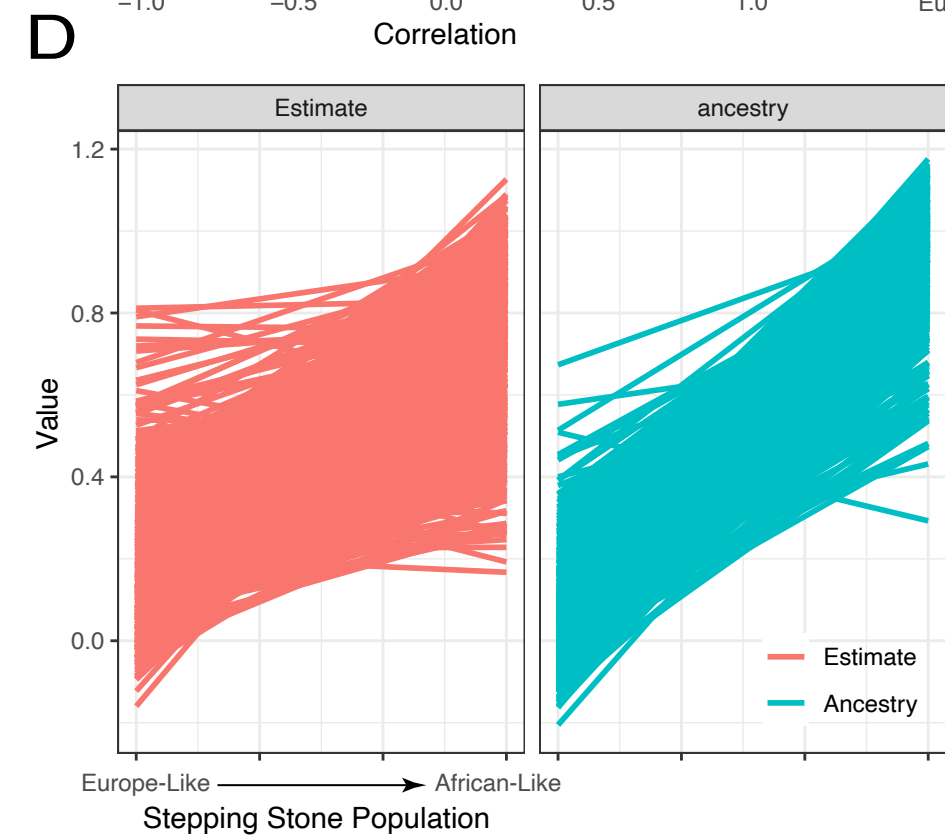 −1.0 −0.5 0.0 0.5 1.0 Eu
D
Correlation
Estimate ancestry
1.2
0.8
0.4
0.0
Value
Estimate
Ancestry
Europe-Like African-Like
Stepping Stone Population